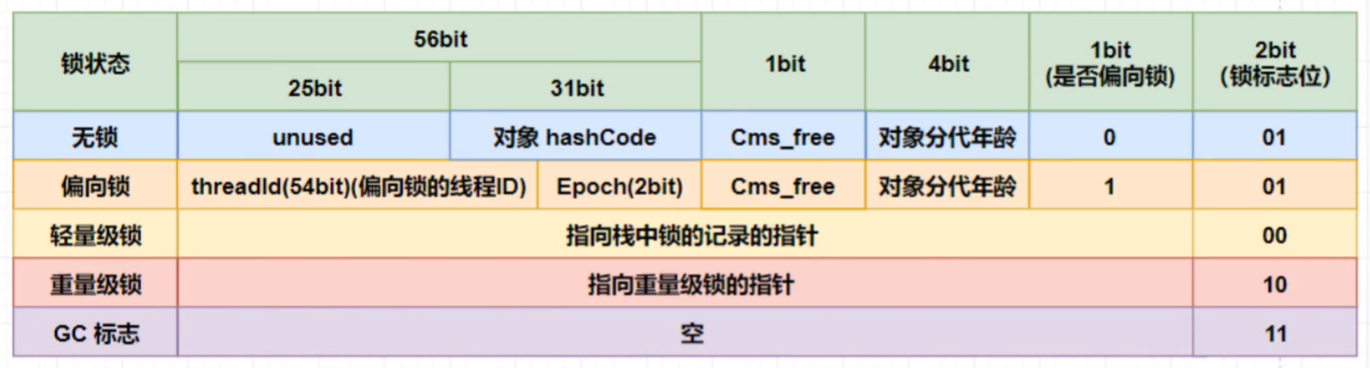 锁状态
56bit
25bit
31bit
1bit
4bit
1bit
(是否偏向锁)
2bit
(锁标志位)
无锁
unused
对象 hashCode
Cms_free
对象分代年龄
0
01
偏向锁
threadId(54bit)(偏向锁的线程ID)
Epoch(2bit)
Cms_free
对象分代年龄
1
01
轻量级锁
指向栈中锁的记录的指针
00
重量级锁
指向重量级锁的指针
10
GC 标志
空
11